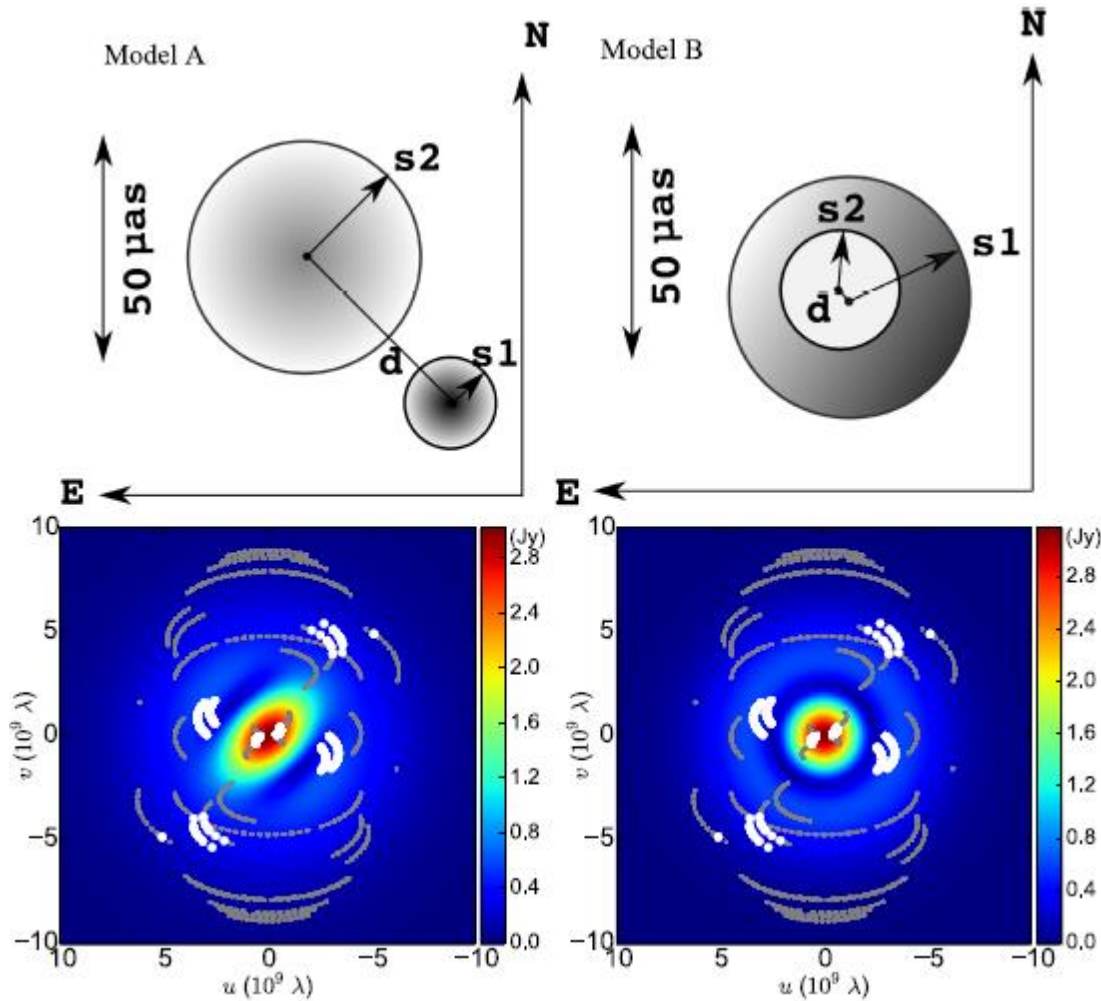 Model A
N
s2
50 µas
d
s1
E
Model B
N
s2
s1
50 µas
d
E
10
5
0
−5
−10
v (10⁹ λ)
10 5 0 −5 −10
u (10⁹ λ)
(Jy)
2.8
2.4
2.0
1.6
1.2
0.8
0.4
0.0
10
5
0
−5
−10
v (10⁹ λ)
10 5 0 −5 −10
u (10⁹ λ)
(Jy)
2.8
2.4
2.0
1.6
1.2
0.8
0.4
0.0